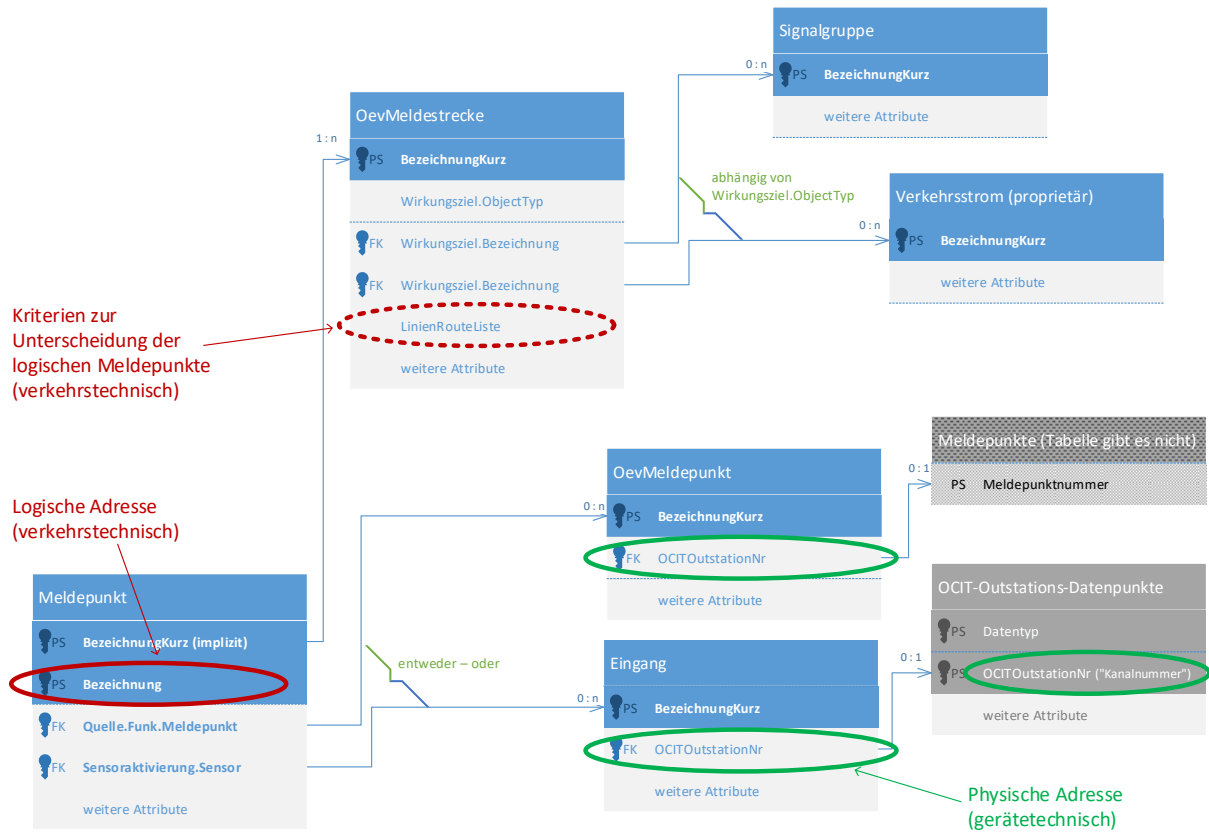 Signalgruppe
0 : n
PS BezeichnungKurz
weitere Attribute
OevMeldestrecke
1 : n
PS BezeichnungKurz
Wirkungsziel.ObjectTyp
FK Wirkungsziel.Bezeichnung
FK Wirkungsziel.Bezeichnung
LinienRouteListe
weitere Attribute
abhängig von
Wirkungsziel.ObjectTyp
Verkehrsstrom (proprietär)
0 : n
PS BezeichnungKurz
weitere Attribute
Kriterien zur
Unterscheidung der
logischen Meldepunkte
(verkehrstechnisch)
Meldepunkte (Tabelle gibt es nicht)
0 : 1
PS Meldepunktnummer
OevMeldepunkt
0 : n
PS BezeichnungKurz
FK OCITOutstationNr
weitere Attribute
Logische Adresse
(verkehrstechnisch)
Meldepunkt
PS BezeichnungKurz (implizit)
PS Bezeichnung
FK Quelle.Funk.Meldepunkt
FK Sensoraktivierung.Sensor
weitere Attribute
entweder – oder
Eingang
0 : n
PS BezeichnungKurz
FK OCITOutstationNr
weitere Attribute
OCIT-Outstations-Datenpunkte
PS Datentyp
0 : 1
PS OCITOutstationNr ("Kanalnummer")
weitere Attribute
Physische Adresse
(gerätetechnisch)